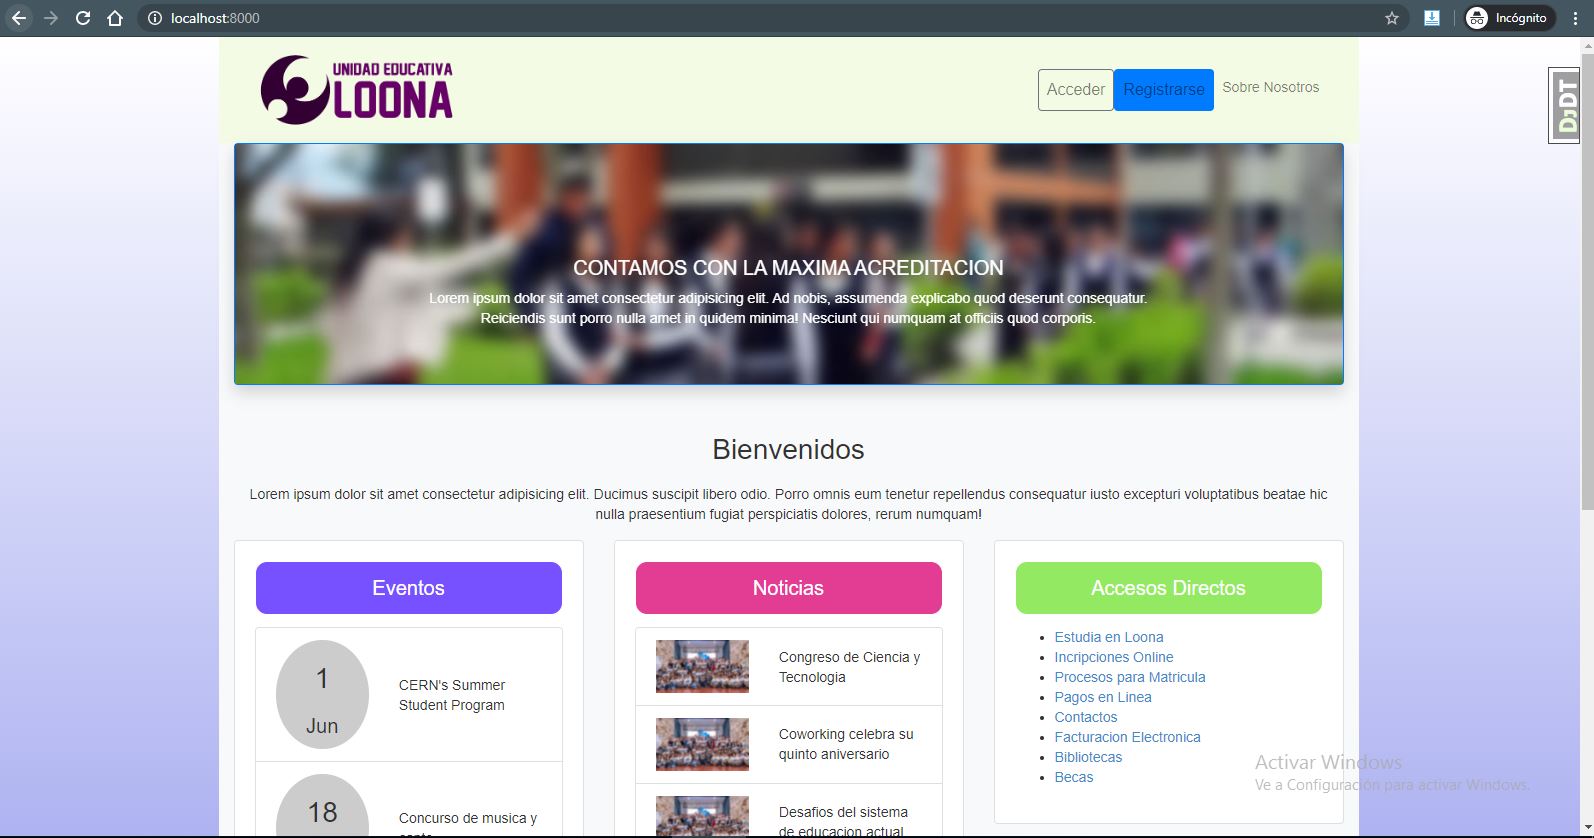 localhost:8000
Incógnito
UNIDAD EDUCATIVA
LOONA
Acceder
Registrarse
Sobre Nosotros
DjDT
CONTAMOS CON LA MAXIMA ACREDITACION
Lorem ipsum dolor sit amet consectetur adipisicing elit. Ad nobis, assumenda explicabo quod deserunt consequatur.
Reiciendis sunt porro nulla amet in quidem minima! Nesciunt qui numquam at officiis quod corporis.
Bienvenidos
Lorem ipsum dolor sit amet consectetur adipisicing elit. Ducimus suscipit libero odio. Porro omnis eum tenetur repellendus consequatur iusto excepturi voluptatibus beatae hic
nulla praesentium fugiat perspiciatis dolores, rerum numquam!
Eventos
1
Jun
CERN's Summer
Student Program
18
Concurso de musica y
canto
Noticias
Congreso de Ciencia y
Tecnologia
Coworking celebra su
quinto aniversario
Desafios del sistema
de educacion actual
Accesos Directos
Estudia en Loona
Incripciones Online
Procesos para Matricula
Pagos en Linea
Contactos
Facturacion Electronica
Bibliotecas
Becas
Activar Windows
Ve a Configuración para activar Windows.